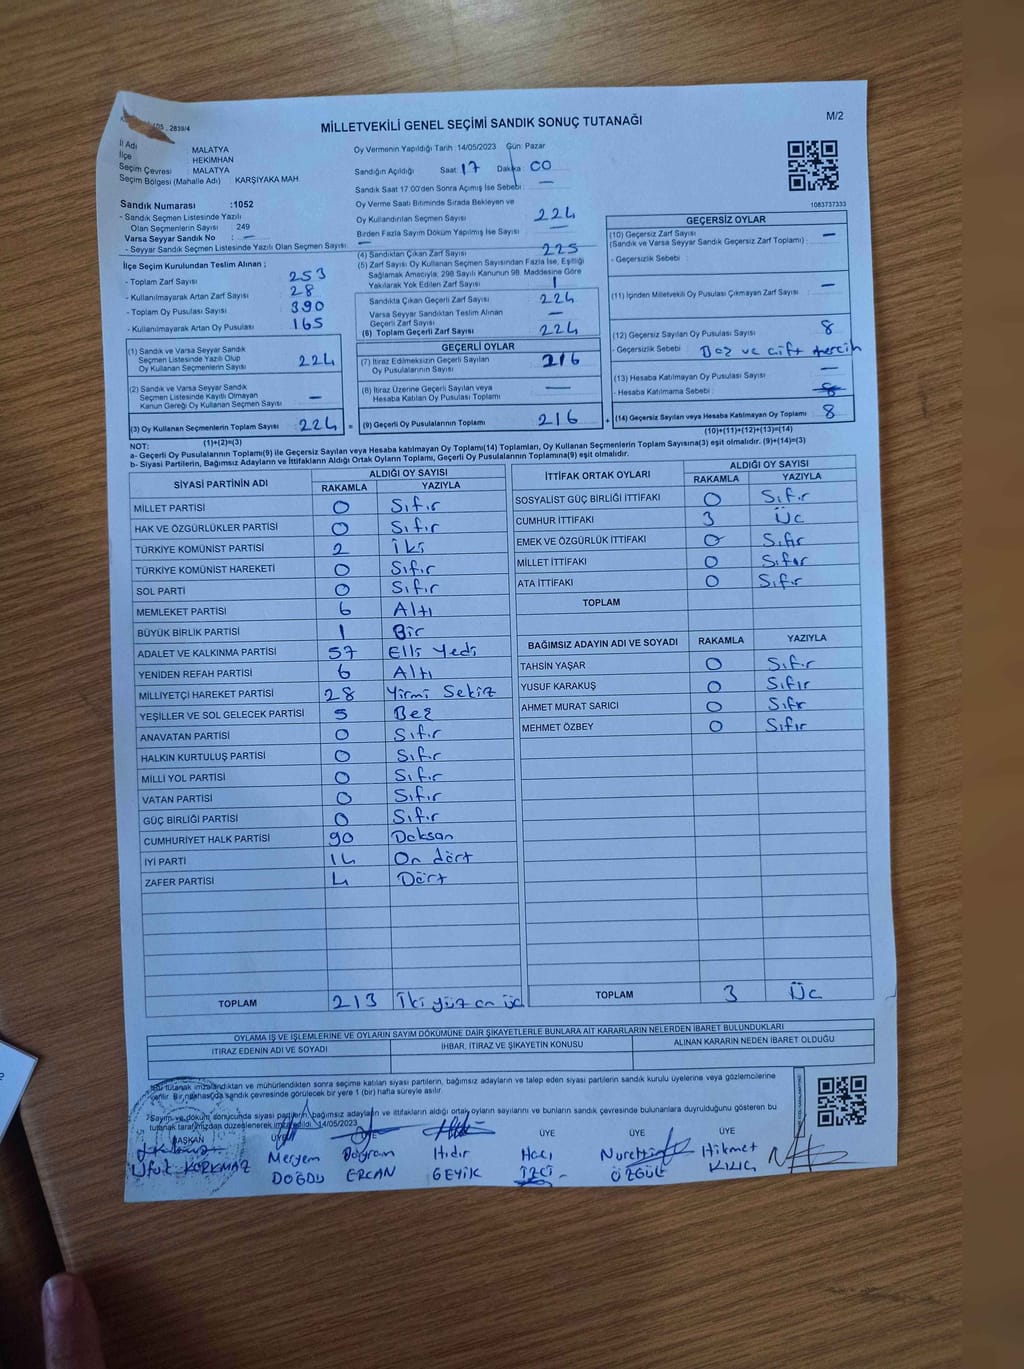 2839/4
MİLLETVEKİLİ GENEL SEÇİMİ SANDIK SONUÇ TUTANAĞI
M/2
İl Adı : MALATYA
İlçe : HEKİMHAN
Seçim Çevresi : MALATYA
Seçim Bölgesi (Mahalle Adı) : KARŞIYAKA MAH.
Sandık Numarası :1052
- Sandık Seçmen Listesinde Yazılı
Olan Seçmenlerin Sayısı : 249
Varsa Seyyar Sandık No : —
- Seyyar Sandık Seçmen Listesinde Yazılı Olan Seçmen Sayısı : —
İlçe Seçim Kurulundan Teslim Alınan ;
- Toplam Zarf Sayısı : 253
- Kullanılmayarak Artan Zarf Sayısı : 28
- Toplam Oy Pusulası Sayısı : 390
- Kullanılmayarak Artan Oy Pusulası : 165
(1) Sandık ve Varsa Seyyar Sandık
Seçmen Listesinde Yazılı Olup
Oy Kullanan Seçmenlerin Sayısı : 224
(2) Sandık ve Varsa Seyyar Sandık
Seçmen Listesinde Kayıtlı Olmayan
Kanun Gereği Oy Kullanan Seçmen Sayısı : —
(3) Oy Kullanan Seçmenlerin Toplam Sayısı : 224 =
(1)+(2)=(3)
Oy Vermenin Yapıldığı Tarih :14/05/2023 Gün: Pazar
Sandığın Açıldığı Saat: 17 Dakika : 00
Sandık Saat 17.00'den Sonra Açımış İse Sebebi : —
Oy Verme Saati Bitiminde Sırada Bekleyen ve
Oy Kullandırılan Seçmen Sayısı : 224
Birden Fazla Sayım Döküm Yapılmış İse Sayısı : —
(4) Sandıktan Çıkan Zarf Sayısı : 225
(5) Zarf Sayısı Oy Kullanan Seçmen Sayısından Fazla İse, Eşitliği
Sağlamak Amacıyla; 298 Sayılı Kanunun 98. Maddesine Göre
Yakılarak Yok Edilen Zarf Sayısı : 1
Sandıkta Çıkan Geçerli Zarf Sayısı : 224
Varsa Seyyar Sandıktan Teslim Alınan
Geçerli Zarf Sayısı : —
(6) Toplam Geçerli Zarf Sayısı : 224
GEÇERLİ OYLAR
(7) İtiraz Edilmeksizin Geçerli Sayılan
Oy Pusulasının Sayısı : 216
(8) İtiraz Üzerine Geçerli Sayılan veya
Hesaba Katılan Oy Pusulası Toplamı : —
(9) Geçerli Oy Pusulalarının Toplamı : 216 +
1083737333
GEÇERSİZ OYLAR
(10) Geçersiz Zarf Sayısı
(Sandık ve Varsa Seyyar Sandık Geçersiz Zarf Toplamı) : —
- Geçersizlik Sebebi :
(11) İçinden Milletvekili Oy Pusulası Çıkmayan Zarf Sayısı : —
(12) Geçersiz Sayılan Oy Pusulası Sayısı : 8
- Geçersizlik Sebebi : Boş ve çift tercih
(13) Hesaba Katılmayan Oy Pusulası Sayısı : —
- Hesaba Katılmama Sebebi :
(14) Geçersiz Sayılan veya Hesaba Katılmayan Oy Toplamı : 8
(10)+(11)+(12)+(13)=(14)
NOT:
a- Geçerli Oy Pusulalarının Toplamı(9) ile Geçersiz Sayılan veya Hesaba Katılmayan Oy Toplamı(14) Toplamları, Oy Kullanan Seçmenlerin Toplam Sayısına(3) eşit olmalıdır. (9)+(14)=(3)
b- Siyasi Partilerin, Bağımsız Adayların ve İttifakların Aldığı Ortak Oyların Toplamı, Geçerli Oy Pusulalarının Toplamına(9) eşit olmalıdır.
SİYASİ PARTİNİN ADI ALDIĞI OY SAYISI
RAKAMLA YAZIYLA
MİLLET PARTİSİ 0 Sıfır
HAK VE ÖZGÜRLÜKLER PARTİSİ 0 Sıfır
TÜRKİYE KOMÜNİST PARTİSİ 2 İki
TÜRKİYE KOMÜNİST HAREKETİ 0 Sıfır
SOL PARTİ 0 Sıfır
MEMLEKET PARTİSİ 6 Altı
BÜYÜK BİRLİK PARTİSİ 1 Bir
ADALET VE KALKINMA PARTİSİ 57 Elli Yedi
YENİDEN REFAH PARTİSİ 6 Altı
MİLLİYETÇİ HAREKET PARTİSİ 28 Yirmi Sekiz
YEŞİLLER VE SOL GELECEK PARTİSİ 5 Beş
ANAVATAN PARTİSİ 0 Sıfır
HALKIN KURTULUŞ PARTİSİ 0 Sıfır
MİLLİ YOL PARTİSİ 0 Sıfır
VATAN PARTİSİ 0 Sıfır
GÜÇ BİRLİĞİ PARTİSİ 0 Sıfır
CUMHURİYET HALK PARTİSİ 90 Doksan
İYİ PARTİ 14 On dört
ZAFER PARTİSİ 4 Dört
TOPLAM 213 İki yüz on üç
İTTİFAK ORTAK OYLARI ALDIĞI OY SAYISI
RAKAMLA YAZIYLA
SOSYALİST GÜÇ BİRLİĞİ İTTİFAKI 0 Sıfır
CUMHUR İTTİFAKI 3 Üç
EMEK VE ÖZGÜRLÜK İTTİFAKI 0 Sıfır
MİLLET İTTİFAKI 0 Sıfır
ATA İTTİFAKI 0 Sıfır
TOPLAM
BAĞIMSIZ ADAYIN ADI VE SOYADI RAKAMLA YAZIYLA
TAHSİN YAŞAR 0 Sıfır
YUSUF KARAKUŞ 0 Sıfır
AHMET MURAT SARICI 0 Sıfır
MEHMET ÖZBEY 0 Sıfır
TOPLAM 3 Üç
OYLAMA İŞ VE İŞLEMLERİNE VE OYLARIN SAYIM DÖKÜMÜNE DAİR ŞİKAYETLERLE BUNLARA AİT KARARLARIN NELERDEN İBARET BULUNDUKLARI
İTİRAZ EDENİN ADI VE SOYADI İHBAR, İTİRAZ VE ŞİKAYETİN KONUSU ALINAN KARARIN NEDEN İBARET OLDUĞU
Bu tutanak imzalandıktan ve mühürlendikten sonra seçime katılan siyasi partilerin, bağımsız adayların ve talep eden siyasi partilerin sandık kurulu üyelerine veya gözlemcilerine
verilir. Bir nüshası da sandık çevresinde görülecek bir yere 1 (bir) hafta süreyle asılır.
Sayım ve döküm sonucunda siyasi partilerin, bağımsız adayların ve ittifakların aldığı ortak oyların sayılarını ve bunların sandık çevresinde bulunanlara duyrulduğunu gösteren bu
tutanak tarafımızdan düzenlenerek imza edildi. 14/05/2023
BAŞKAN ÜYE ÜYE ÜYE ÜYE ÜYE
Ufuk KORKMAZ
Meryem DOĞDU
Doğram ERCAN
Hıdır GEYİK
Hacı İZCİ
Nurettin ÖZGÜL
Hikmet KILIÇ